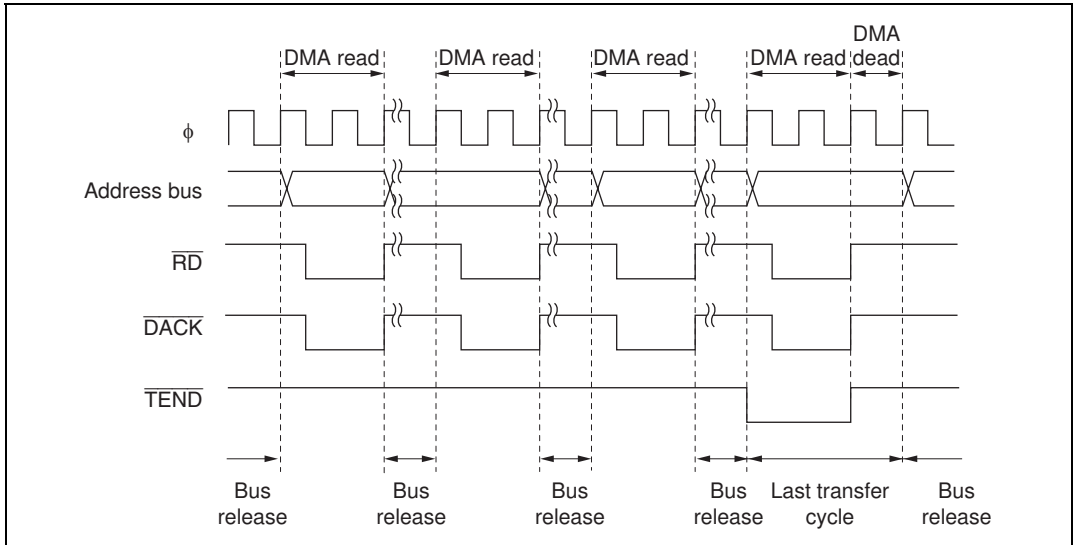 DMA read
DMA read
DMA read
DMA read
DMA dead
φ
Address bus
RD
DACK
TEND
Bus release
Bus release
Bus release
Bus release
Last transfer cycle
Bus release